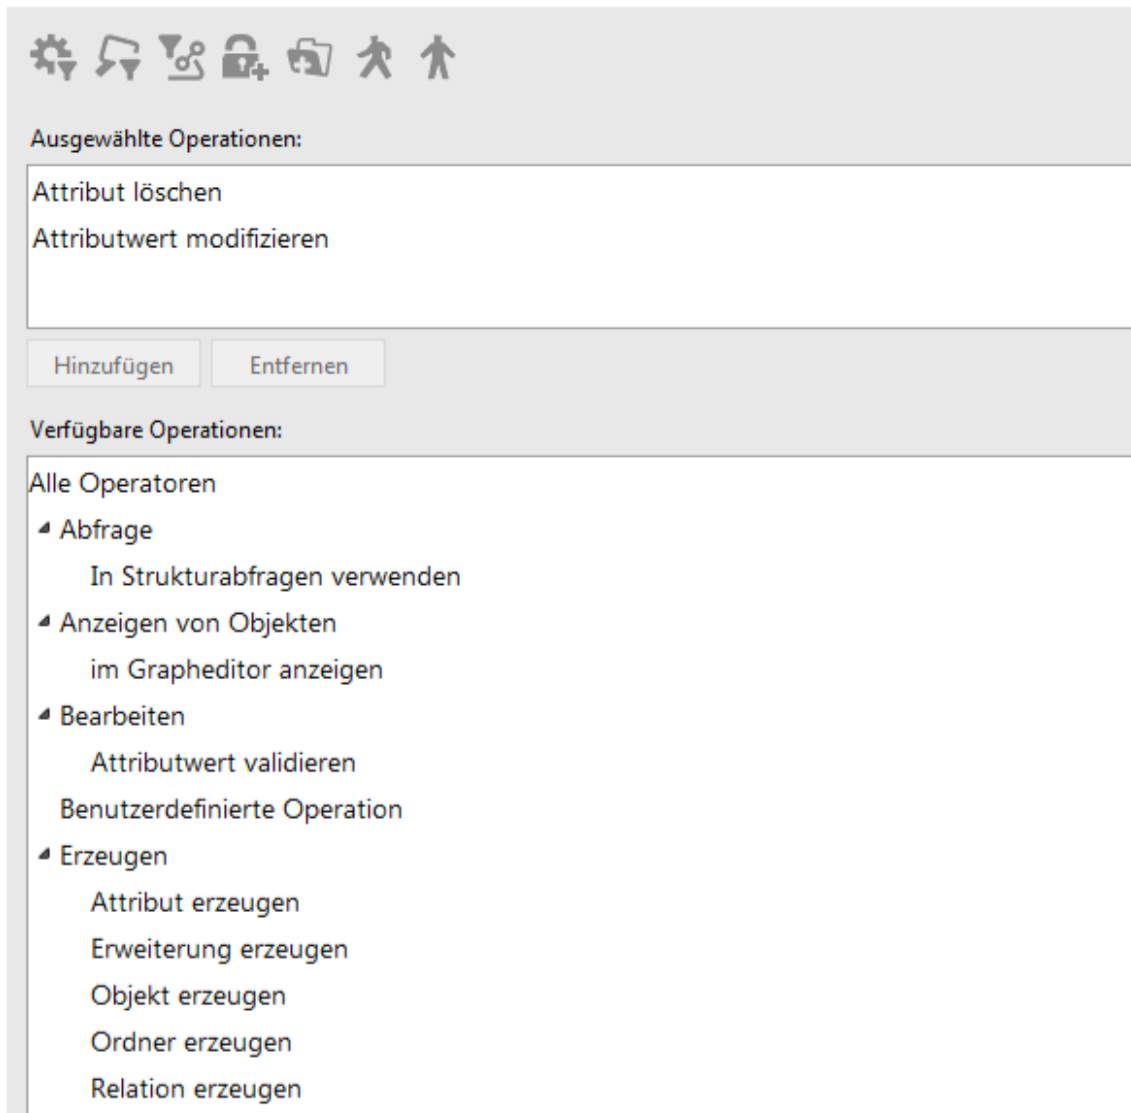 Ausgewählte Operationen:
Attribut löschen
Attributwert modifizieren
Hinzufügen Entfernen
Verfügbare Operationen:
Alle Operatoren
Abfrage
In Strukturabfragen verwenden
Anzeigen von Objekten
im Grapheditor anzeigen
Bearbeiten
Attributwert validieren
Benutzerdefinierte Operation
Erzeugen
Attribut erzeugen
Erweiterung erzeugen
Objekt erzeugen
Ordner erzeugen
Relation erzeugen